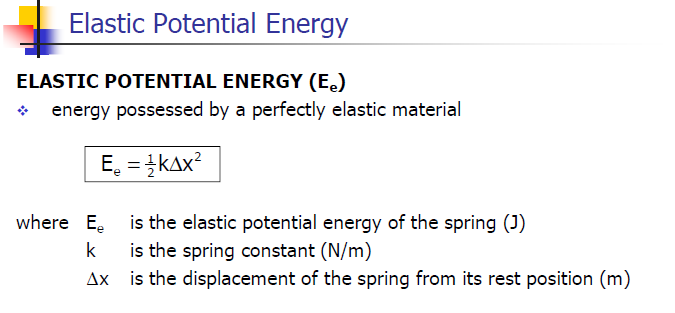 Elastic Potential Energy
ELASTIC POTENTIAL ENERGY (Eₑ)
❖ energy possessed by a perfectly elastic material
Eₑ = ½kΔx²
where Eₑ is the elastic potential energy of the spring (J)
k is the spring constant (N/m)
Δx is the displacement of the spring from its rest position (m)